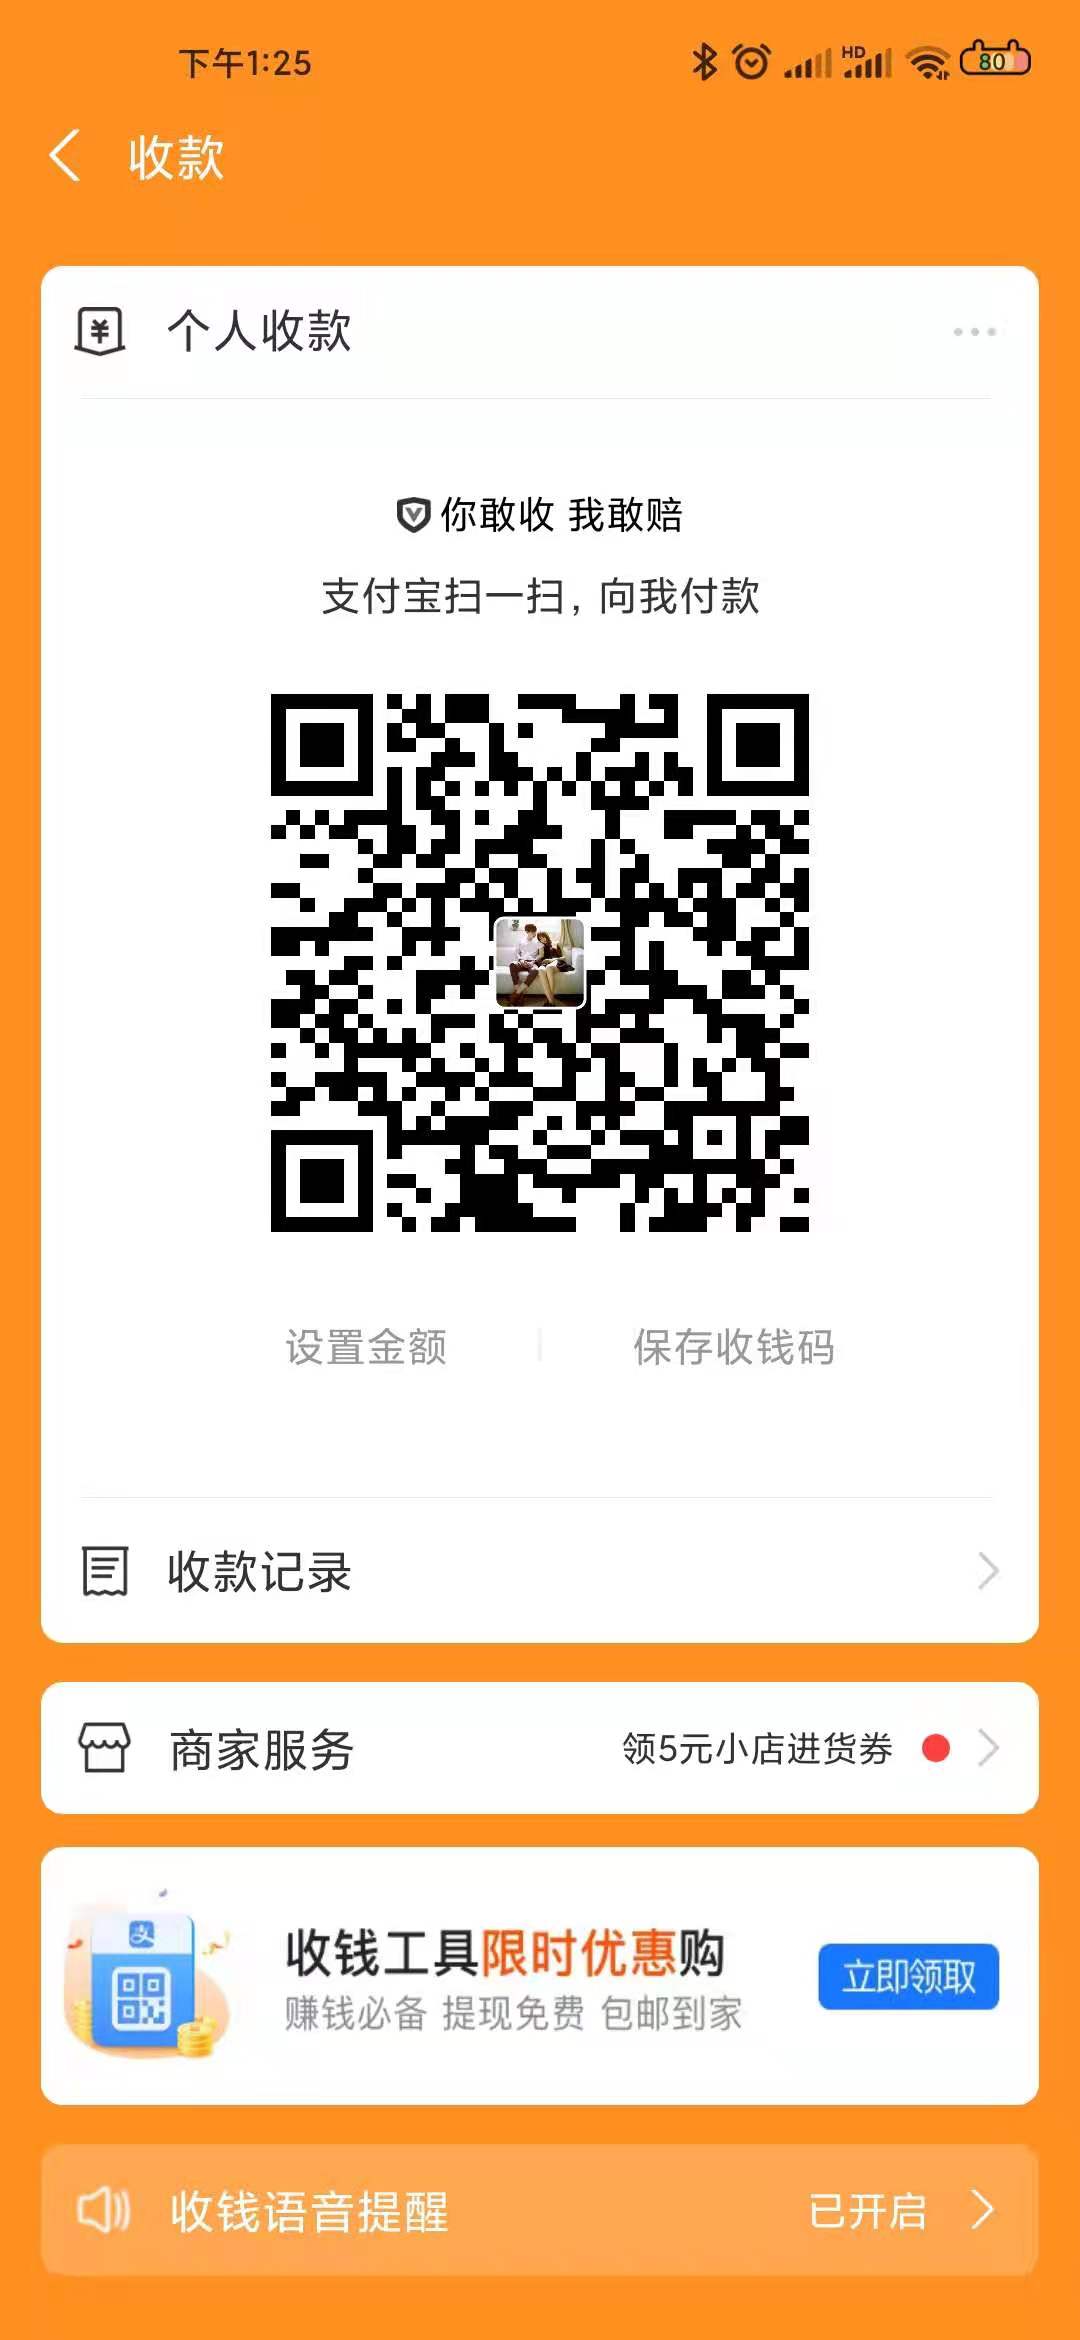 下午1:25
HD
80
收款
个人收款
你敢收 我敢赔
支付宝扫一扫，向我付款
设置金额
保存收钱码
收款记录
商家服务
领5元小店进货券
支
收钱工具限时优惠购
赚钱必备 提现免费 包邮到家
立即领取
收钱语音提醒
已开启